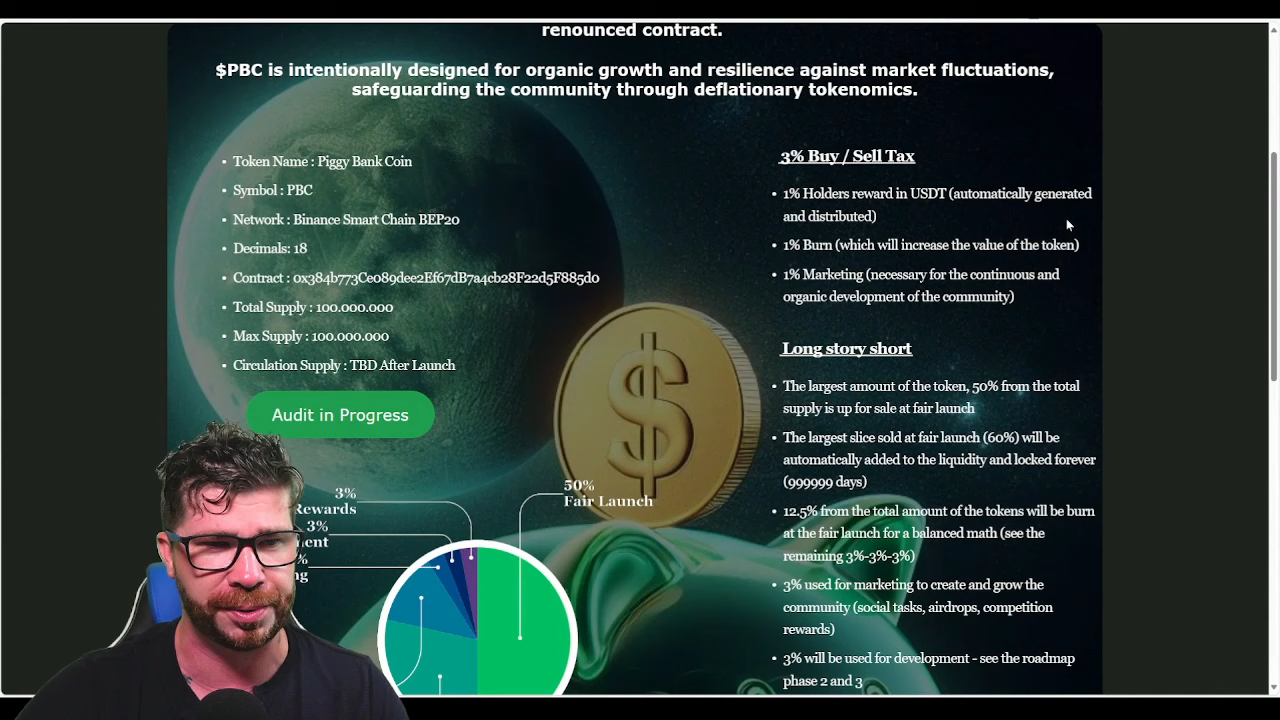 renounced contract.
$PBC is intentionally designed for organic growth and resilience against market fluctuations,
safeguarding the community through deflationary tokenomics.
• Token Name : Piggy Bank Coin
• Symbol : PBC
• Network : Binance Smart Chain BEP20
• Decimals: 18
• Contract : 0x384b773Ce089dee2Ef67dB7a4cb28F22d5F885d0
• Total Supply : 100.000.000
• Max Supply : 100.000.000
• Circulation Supply : TBD After Launch
Audit in Progress
3%
Rewards
3%
ment
%
ng
50%
Fair Launch
3% Buy / Sell Tax
• 1% Holders reward in USDT (automatically generated
and distributed)
• 1% Burn (which will increase the value of the token)
• 1% Marketing (necessary for the continuous and
organic development of the community)
Long story short
• The largest amount of the token, 50% from the total
supply is up for sale at fair launch
• The largest slice sold at fair launch (60%) will be
automatically added to the liquidity and locked forever
(999999 days)
• 12.5% from the total amount of the tokens will be burn
at the fair launch for a balanced math (see the
remaining 3%-3%-3%)
• 3% used for marketing to create and grow the
community (social tasks, airdrops, competition
rewards)
• 3% will be used for development - see the roadmap
phase 2 and 3